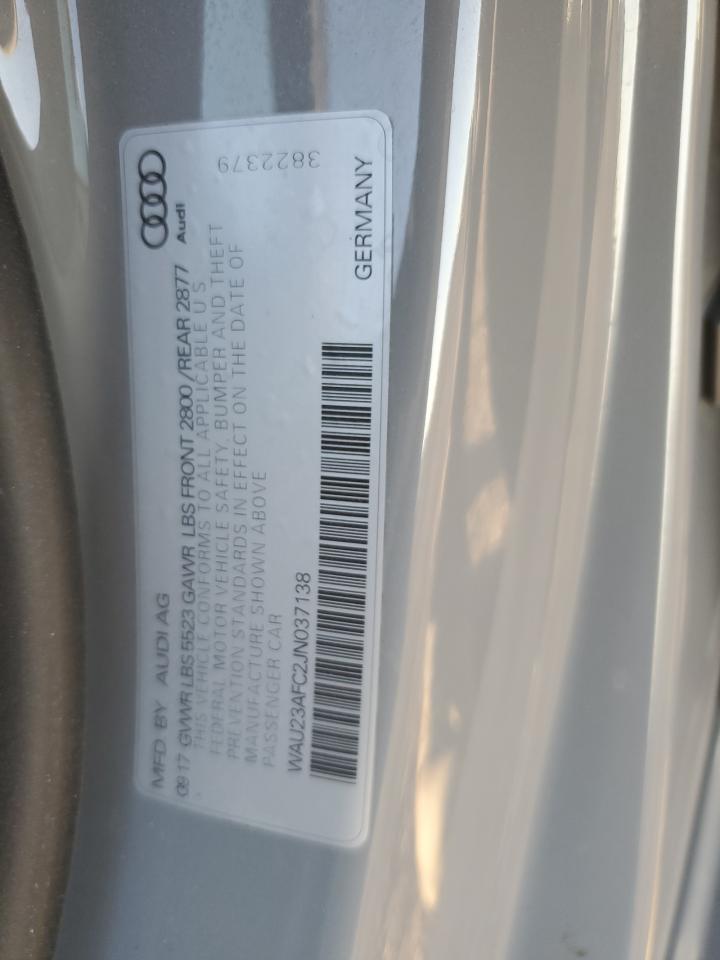 MFD BY AUDI AG
09 17 GVWR LBS 5523 GAWR LBS FRONT 2800 / REAR 2877
THIS VEHICLE CONFORMS TO ALL APPLICABLE U S
FEDERAL MOTOR VEHICLE SAFETY, BUMPER AND THEFT
PREVENTION STANDARDS IN EFFECT ON THE DATE OF
MANUFACTURE SHOWN ABOVE
PASSENGER CAR
WAU23AFC2JN037138
Audi
3822379
GERMANY